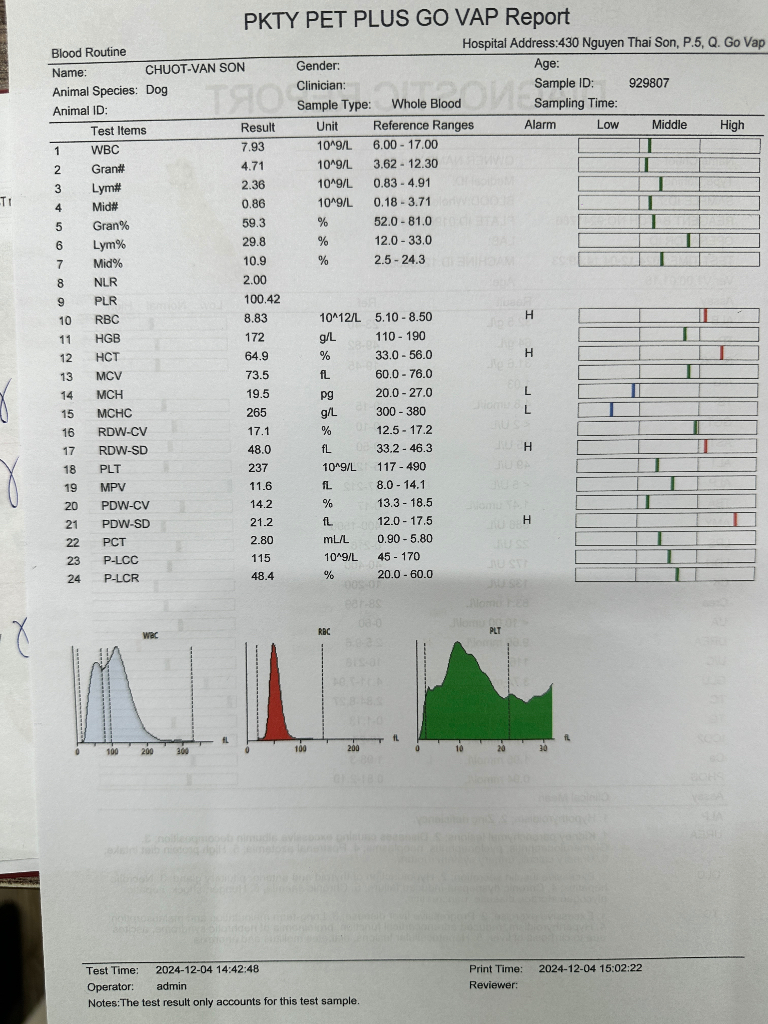 PKTY PET PLUS GO VAP Report
Hospital Address:430 Nguyen Thai Son, P.5, Q. Go Vap
Blood Routine
Name: CHUOT-VAN SON Gender: Age:
Animal Species: Dog Clinician: Sample ID: 929807
Animal ID: Sample Type: Whole Blood Sampling Time:
Test Items Result Unit Reference Ranges Alarm Low Middle High
1 WBC 7.93 10^9/L 6.00 - 17.00
2 Gran# 4.71 10^9/L 3.62 - 12.30
3 Lym# 2.36 10^9/L 0.83 - 4.91
4 Mid# 0.86 10^9/L 0.18 - 3.71
5 Gran% 59.3 % 52.0 - 81.0
6 Lym% 29.8 % 12.0 - 33.0
7 Mid% 10.9 % 2.5 - 24.3
8 NLR 2.00
9 PLR 100.42
10 RBC 8.83 10^12/L 5.10 - 8.50 H
11 HGB 172 g/L 110 - 190
12 HCT 64.9 % 33.0 - 56.0 H
13 MCV 73.5 fL 60.0 - 76.0
14 MCH 19.5 pg 20.0 - 27.0 L
15 MCHC 265 g/L 300 - 380 L
16 RDW-CV 17.1 % 12.5 - 17.2
17 RDW-SD 48.0 fL 33.2 - 46.3 H
18 PLT 237 10^9/L 117 - 490
19 MPV 11.6 fL 8.0 - 14.1
20 PDW-CV 14.2 % 13.3 - 18.5
21 PDW-SD 21.2 fL 12.0 - 17.5 H
22 PCT 2.80 mL/L 0.90 - 5.80
23 P-LCC 115 10^9/L 45 - 170
24 P-LCR 48.4 % 20.0 - 60.0
WBC RBC PLT
0 100 200 300 fL 0 100 200 fL 0 10 20 30 fL
Test Time: 2024-12-04 14:42:48 Print Time: 2024-12-04 15:02:22
Operator: admin Reviewer:
Notes:The test result only accounts for this test sample.